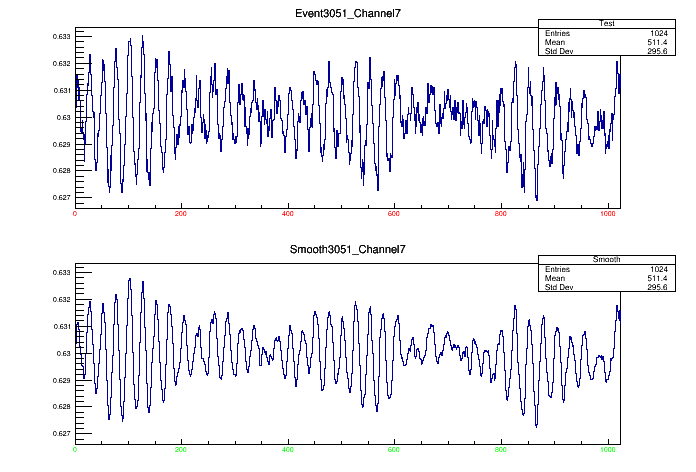 Event3051_Channel7
Test
Entries 1024
Mean 511.4
Std Dev 295.6
0.633
0.632
0.631
0.63
0.629
0.628
0.627
0 200 400 600 800 1000
Smooth3051_Channel7
Smooth
Entries 1024
Mean 511.4
Std Dev 295.6
0.633
0.632
0.631
0.63
0.629
0.628
0.627
0 200 400 600 800 1000